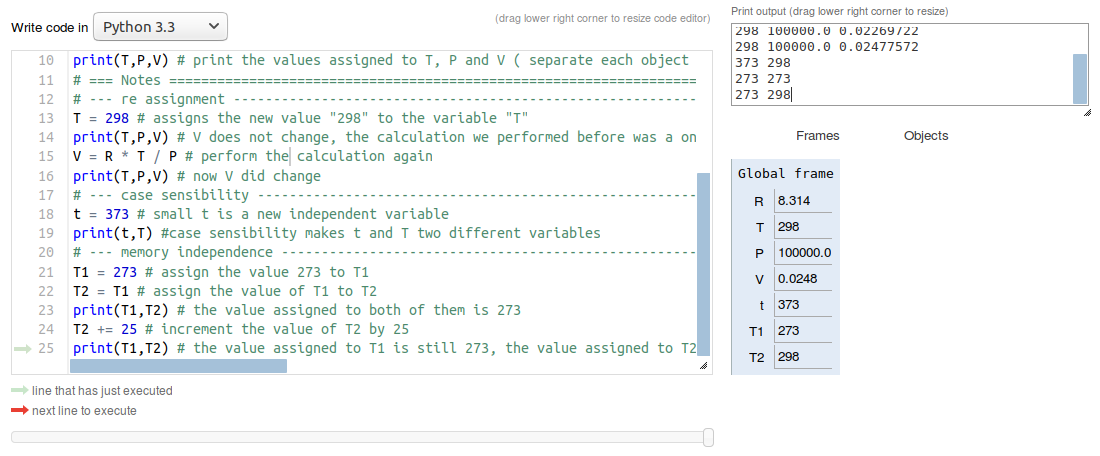 Write code in Python 3.3
(drag lower right corner to resize code editor)
10 print(T,P,V) # print the values assigned to T, P and V ( separate each object
11 # === Notes ==================================================================
12 # --- re assignment ----------------------------------------------------------
13 T = 298 # assigns the new value "298" to the variable "T"
14 print(T,P,V) # V does not change, the calculation we performed before was a on
15 V = R * T / P # perform the calculation again
16 print(T,P,V) # now V did change
17 # --- case sensibility -------------------------------------------------------
18 t = 373 # small t is a new independent variable
19 print(t,T) #case sensibility makes t and T two different variables
20 # --- memory independence ----------------------------------------------------
21 T1 = 273 # assign the value 273 to T1
22 T2 = T1 # assign the value of T1 to T2
23 print(T1,T2) # the value assigned to both of them is 273
24 T2 += 25 # increment the value of T2 by 25
25 print(T1,T2) # the value assigned to T1 is still 273, the value assigned to T2
line that has just executed
next line to execute
Print output (drag lower right corner to resize)
298 100000.0 0.02269722
298 100000.0 0.02477572
373 298
273 273
273 298
Frames Objects
Global frame
R 8.314
T 298
P 100000.0
V 0.0248
t 373
T1 273
T2 298